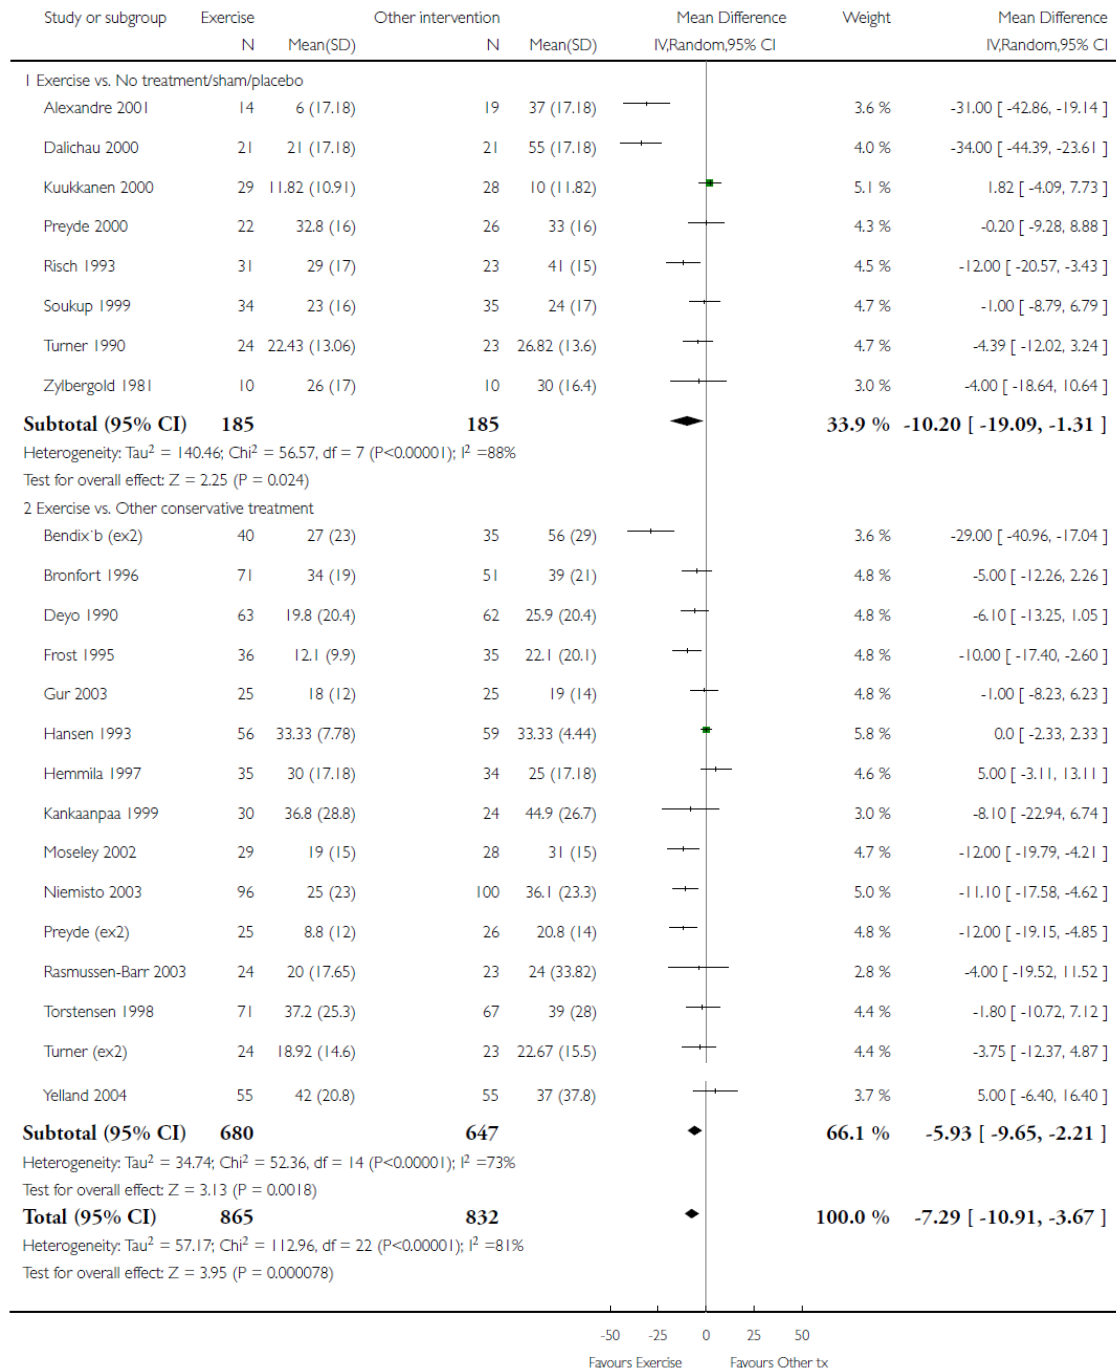 Study or subgroup Exercise Other intervention Mean Difference Weight Mean Difference
N Mean(SD) N Mean(SD) IV,Random,95% CI IV,Random,95% CI
1 Exercise vs. No treatment/sham/placebo
Alexandre 2001 14 6 (17.18) 19 37 (17.18) 3.6 % -31.00 [ -42.86, -19.14 ]
Dalichau 2000 21 21 (17.18) 21 55 (17.18) 4.0 % -34.00 [ -44.39, -23.61 ]
Kuukkanen 2000 29 11.82 (10.91) 28 10 (11.82) 5.1 % 1.82 [ -4.09, 7.73 ]
Preyde 2000 22 32.8 (16) 26 33 (16) 4.3 % -0.20 [ -9.28, 8.88 ]
Risch 1993 31 29 (17) 23 41 (15) 4.5 % -12.00 [ -20.57, -3.43 ]
Soukup 1999 34 23 (16) 35 24 (17) 4.7 % -1.00 [ -8.79, 6.79 ]
Turner 1990 24 22.43 (13.06) 23 26.82 (13.6) 4.7 % -4.39 [ -12.02, 3.24 ]
Zylbergold 1981 10 26 (17) 10 30 (16.4) 3.0 % -4.00 [ -18.64, 10.64 ]
Subtotal (95% CI) 185 185 33.9 % -10.20 [ -19.09, -1.31 ]
Heterogeneity: Tau² = 140.46; Chi² = 56.57, df = 7 (P<0.00001); I² =88%
Test for overall effect: Z = 2.25 (P = 0.024)
2 Exercise vs. Other conservative treatment
Bendix`b (ex2) 40 27 (23) 35 56 (29) 3.6 % -29.00 [ -40.96, -17.04 ]
Bronfort 1996 71 34 (19) 51 39 (21) 4.8 % -5.00 [ -12.26, 2.26 ]
Deyo 1990 63 19.8 (20.4) 62 25.9 (20.4) 4.8 % -6.10 [ -13.25, 1.05 ]
Frost 1995 36 12.1 (9.9) 35 22.1 (20.1) 4.8 % -10.00 [ -17.40, -2.60 ]
Gur 2003 25 18 (12) 25 19 (14) 4.8 % -1.00 [ -8.23, 6.23 ]
Hansen 1993 56 33.33 (7.78) 59 33.33 (4.44) 5.8 % 0.0 [ -2.33, 2.33 ]
Hemmila 1997 35 30 (17.18) 34 25 (17.18) 4.6 % 5.00 [ -3.11, 13.11 ]
Kankaanpaa 1999 30 36.8 (28.8) 24 44.9 (26.7) 3.0 % -8.10 [ -22.94, 6.74 ]
Moseley 2002 29 19 (15) 28 31 (15) 4.7 % -12.00 [ -19.79, -4.21 ]
Niemisto 2003 96 25 (23) 100 36.1 (23.3) 5.0 % -11.10 [ -17.58, -4.62 ]
Preyde (ex2) 25 8.8 (12) 26 20.8 (14) 4.8 % -12.00 [ -19.15, -4.85 ]
Rasmussen-Barr 2003 24 20 (17.65) 23 24 (33.82) 2.8 % -4.00 [ -19.52, 11.52 ]
Torstensen 1998 71 37.2 (25.3) 67 39 (28) 4.4 % -1.80 [ -10.72, 7.12 ]
Turner (ex2) 24 18.92 (14.6) 23 22.67 (15.5) 4.4 % -3.75 [ -12.37, 4.87 ]
Yelland 2004 55 42 (20.8) 55 37 (37.8) 3.7 % 5.00 [ -6.40, 16.40 ]
Subtotal (95% CI) 680 647 66.1 % -5.93 [ -9.65, -2.21 ]
Heterogeneity: Tau² = 34.74; Chi² = 52.36, df = 14 (P<0.00001); I² =73%
Test for overall effect: Z = 3.13 (P = 0.0018)
Total (95% CI) 865 832 100.0 % -7.29 [ -10.91, -3.67 ]
Heterogeneity: Tau² = 57.17; Chi² = 112.96, df = 22 (P<0.00001); I² =81%
Test for overall effect: Z = 3.95 (P = 0.000078)
-50 -25 0 25 50
Favours Exercise Favours Other tx